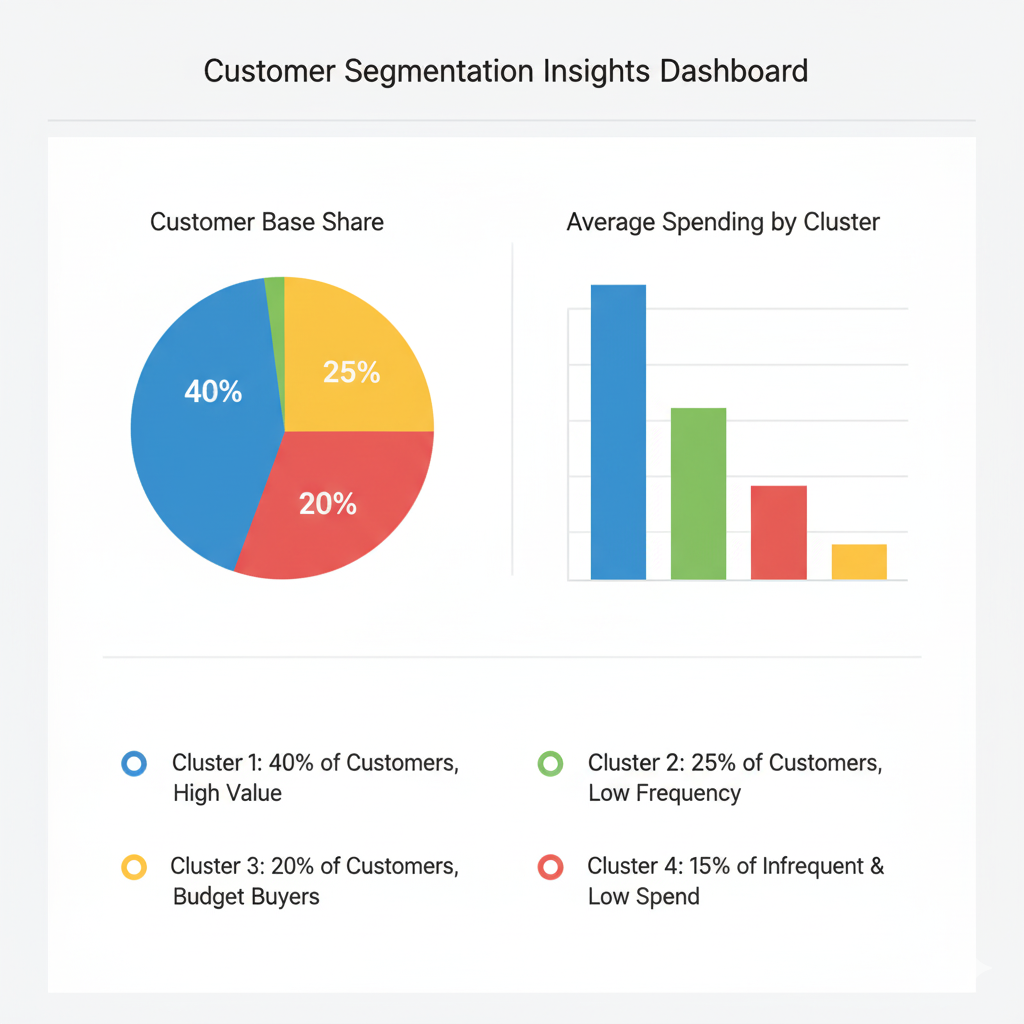 Customer Segmentation Insights Dashboard
Customer Base Share
Average Spending by Cluster
40%
25%
20%
Cluster 1: 40% of Customers,
High Value
Cluster 2: 25% of Customers,
Low Frequency
Cluster 3: 20% of Customers,
Budget Buyers
Cluster 4: 15% of Infrequent &
Low Spend